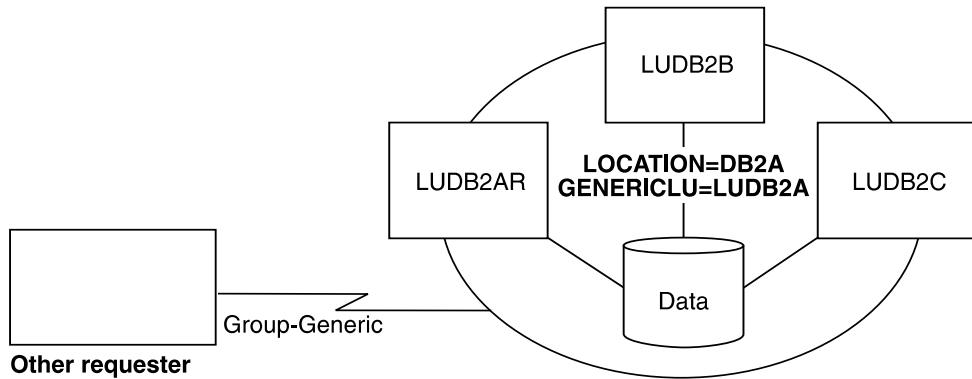 LUDB2B
LUDB2AR
LOCATION=DB2A
GENERICLU=LUDB2A
LUDB2C
Data
Group-Generic
Other requester